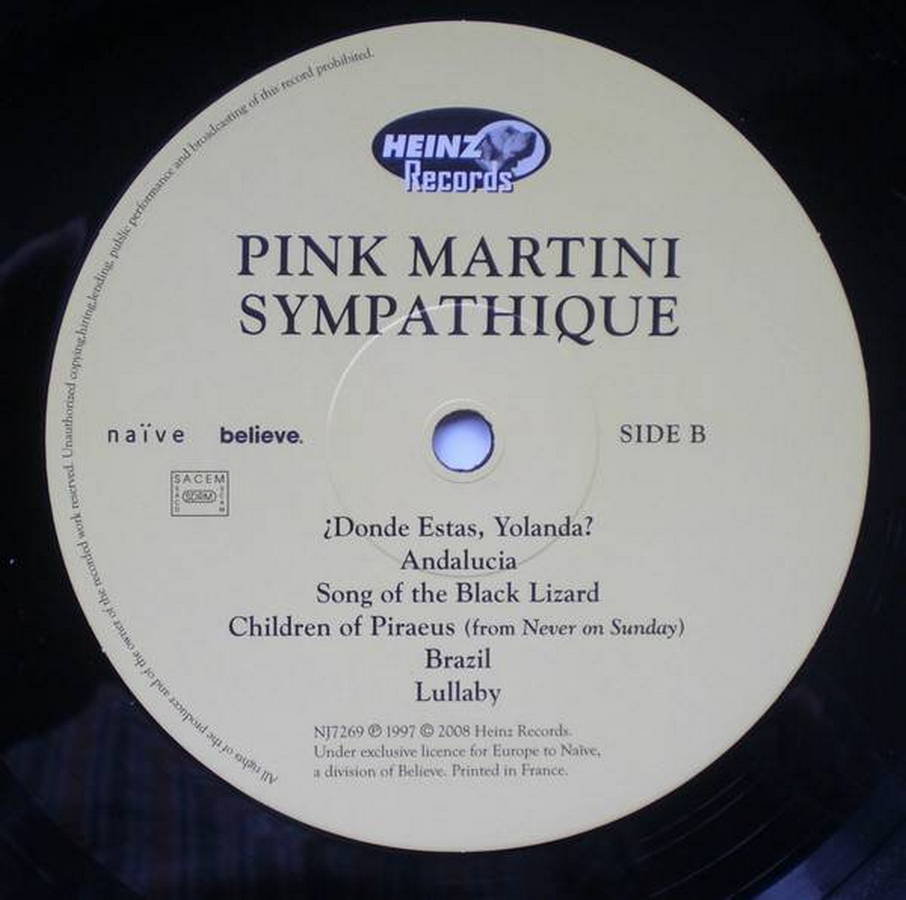 HEINZ
Records
PINK MARTINI
SYMPATHIQUE
naïve
believe.
SIDE B
SACEM
SACD
SDRM
SCAM
¿Donde Estas, Yolanda?
Andalucia
Song of the Black Lizard
Children of Piraeus (from Never on Sunday)
Brazil
Lullaby
NJ7269 ℗ 1997 © 2008 Heinz Records.
Under exclusive licence for Europe to Naïve,
a division of Believe. Printed in France.
All rights of the producer and of the owner of the recorded work reserved. Unauthorized copying,hiring,lending, public performance and broadcasting of this record prohibited.